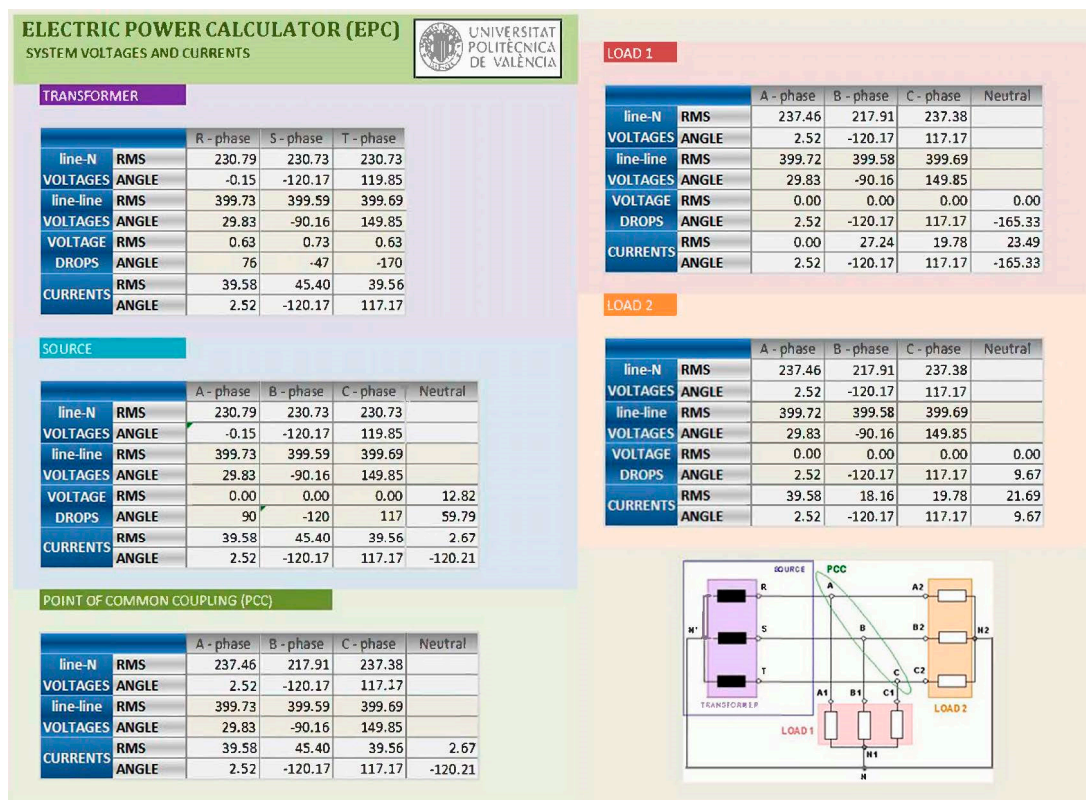 ELECTRIC POWER CALCULATOR (EPC)
SYSTEM VOLTAGES AND CURRENTS
UNIVERSITAT
POLITÈCNICA
DE VALÈNCIA
TRANSFORMER
R - phase S - phase T - phase
line-N RMS 230.79 230.73 230.73
VOLTAGES ANGLE -0.15 -120.17 119.85
line-line RMS 399.73 399.59 399.69
VOLTAGES ANGLE 29.83 -90.16 149.85
VOLTAGE RMS 0.63 0.73 0.63
DROPS ANGLE 76 -47 -170
CURRENTS RMS 39.58 45.40 39.56
ANGLE 2.52 -120.17 117.17
SOURCE
A - phase B - phase C - phase Neutral
line-N RMS 230.79 230.73 230.73
VOLTAGES ANGLE -0.15 -120.17 119.85
line-line RMS 399.73 399.59 399.69
VOLTAGES ANGLE 29.83 -90.16 149.85
VOLTAGE RMS 0.00 0.00 0.00 12.82
DROPS ANGLE 90 -120 117 59.79
CURRENTS RMS 39.58 45.40 39.56 2.67
ANGLE 2.52 -120.17 117.17 -120.21
POINT OF COMMON COUPLING (PCC)
A - phase B - phase C - phase Neutral
line-N RMS 237.46 217.91 237.38
VOLTAGES ANGLE 2.52 -120.17 117.17
line-line RMS 399.73 399.59 399.69
VOLTAGES ANGLE 29.83 -90.16 149.85
CURRENTS RMS 39.58 45.40 39.56 2.67
ANGLE 2.52 -120.17 117.17 -120.21
LOAD 1
A - phase B - phase C - phase Neutral
line-N RMS 237.46 217.91 237.38
VOLTAGES ANGLE 2.52 -120.17 117.17
line-line RMS 399.72 399.58 399.69
VOLTAGES ANGLE 29.83 -90.16 149.85
VOLTAGE RMS 0.00 0.00 0.00 0.00
DROPS ANGLE 2.52 -120.17 117.17 -165.33
CURRENTS RMS 0.00 27.24 19.78 23.49
ANGLE 2.52 -120.17 117.17 -165.33
LOAD 2
A - phase B - phase C - phase Neutral
line-N RMS 237.46 217.91 237.38
VOLTAGES ANGLE 2.52 -120.17 117.17
line-line RMS 399.72 399.58 399.69
VOLTAGES ANGLE 29.83 -90.16 149.85
VOLTAGE RMS 0.00 0.00 0.00 0.00
DROPS ANGLE 2.52 -120.17 117.17 9.67
CURRENTS RMS 39.58 18.16 19.78 21.69
ANGLE 2.52 -120.17 117.17 9.67
SOURCE PCC
R A A2
N' S B B2 N2
T C C2
TRANSFORMER A1 B1 C1 LOAD 2
LOAD 1
N1
N